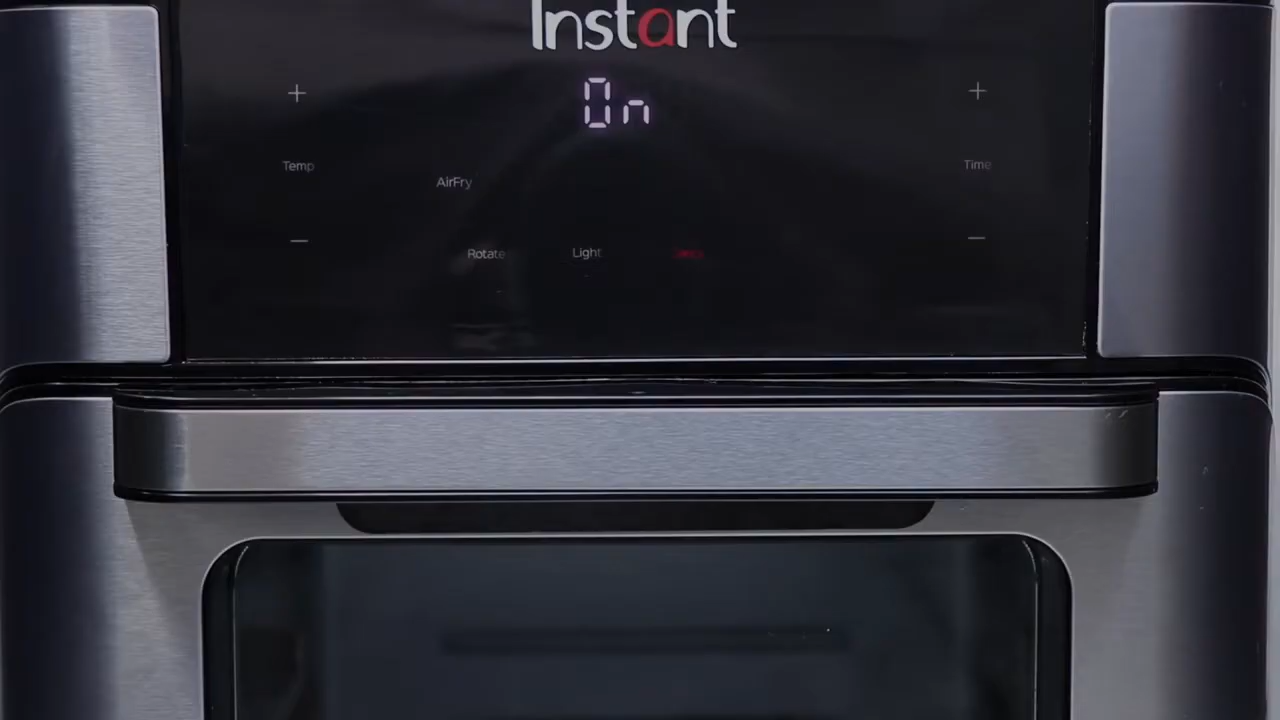 Instant
On
+
+
Temp
Time
AirFry
−
−
Rotate
Light